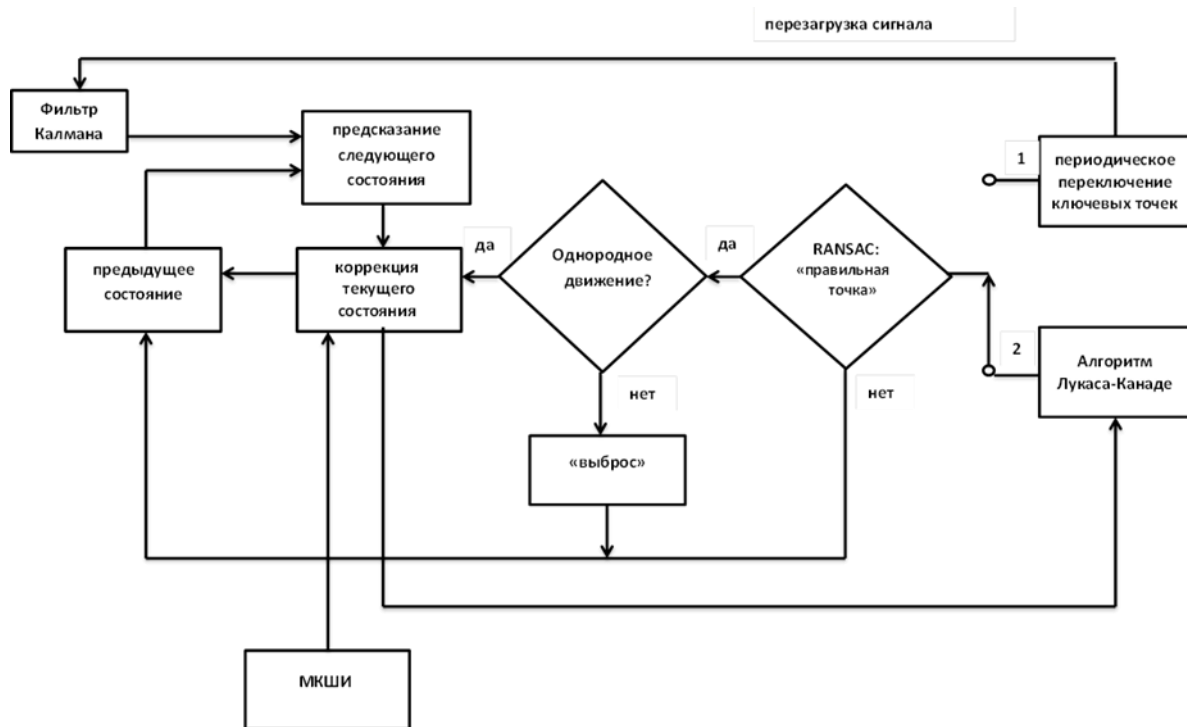 перезагрузка сигнала
Фильтр
Калмана
предсказание
следующего
состояния
1
периодическое
переключение
ключевых точек
предыдущее
состояние
коррекция
текущего
состояния
да
Однородное
движение?
да
RANSAC:
«правильная
точка»
2
Алгоритм
Лукаса-Канаде
нет
нет
«выброс»
МКШИ